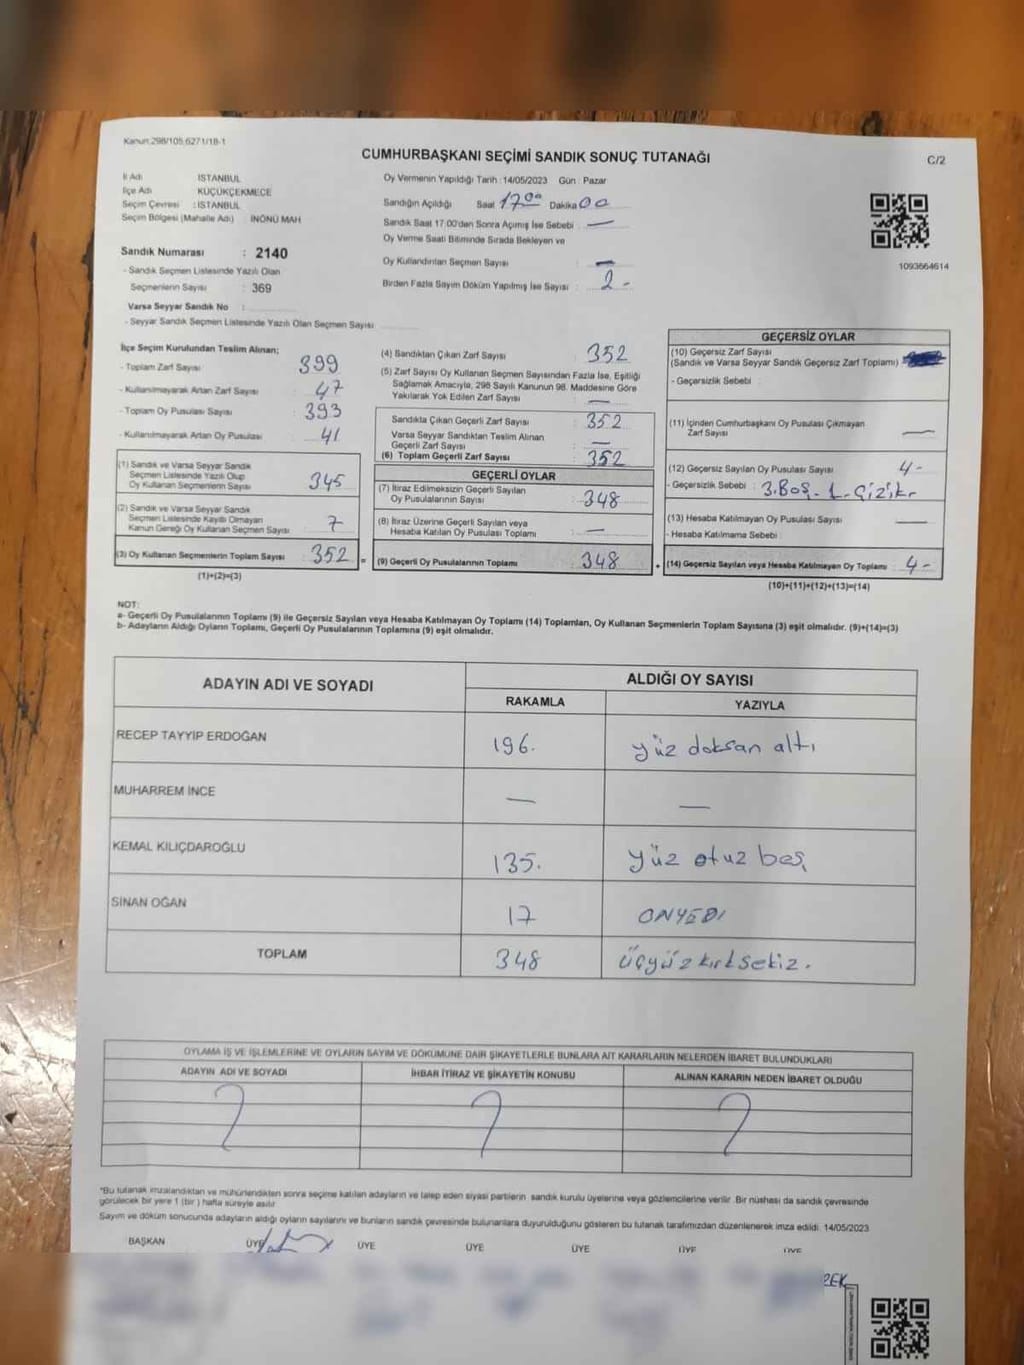 Kanun:298/105,6271/18-1
CUMHURBAŞKANI SEÇİMİ SANDIK SONUÇ TUTANAĞI
C/2
İl Adı İSTANBUL
İlçe Adı KÜÇÜKÇEKMECE
Seçim Çevresi : İSTANBUL
Seçim Bölgesi (Mahalle Adı) İNÖNÜ MAH
Sandık Numarası : 2140
- Sandık Seçmen Listesinde Yazılı Olan
Seçmenlerin Sayısı : 369
Varsa Seyyar Sandık No :
- Seyyar Sandık Seçmen Listesinde Yazılı Olan Seçmen Sayısı
Oy Vermenin Yapıldığı Tarih :14/05/2023 Gün : Pazar
Sandığın Açıldığı Saat 17 00 Dakika 00
Sandık Saat 17:00'den Sonra Açımış İse Sebebi : —
Oy Verme Saati Bitiminde Sırada Bekleyen ve
Oy Kullandırılan Seçmen Sayısı —
Birden Fazla Sayım Döküm Yapılmış İse Sayısı : 2 -
1093664614
İlçe Seçim Kurulundan Teslim Alınan;
- Toplam Zarf Sayısı : 399
- Kullanılmayarak Artan Zarf Sayısı : 47
- Toplam Oy Pusulası Sayısı : 393
- Kullanılmayarak Artan Oy Pusulası : 41
(1) Sandık ve Varsa Seyyar Sandık
Seçmen Listesinde Yazılı Olup
Oy Kullanan Seçmenlerin Sayısı : 345
(2) Sandık ve Varsa Seyyar Sandık
Seçmen Listesinde Kayıtlı Olmayan
Kanun Gereği Oy Kullanan Seçmen Sayısı : 7
(3) Oy Kullanan Seçmenlerin Toplam Sayısı : 352 =
(1)+(2)=(3)
(4) Sandıktan Çıkan Zarf Sayısı : 352
(5) Zarf Sayısı Oy Kullanan Seçmen Sayısından Fazla İse, Eşitliği
Sağlamak Amacıyla, 298 Sayılı Kanunun 98. Maddesine Göre
Yakılarak Yok Edilen Zarf Sayısı : —
Sandıkta Çıkan Geçerli Zarf Sayısı : 352
Varsa Seyyar Sandıktan Teslim Alınan
Geçerli Zarf Sayısı : —
(6) Toplam Geçerli Zarf Sayısı : 352
GEÇERLİ OYLAR
(7) İtiraz Edilmeksizin Geçerli Sayılan
Oy Pusulalarının Sayısı : 348
(8) İtiraz Üzerine Geçerli Sayılan veya
Hesaba Katılan Oy Pusulası Toplamı : —
(9) Geçerli Oy Pusulalarının Toplamı : 348
GEÇERSİZ OYLAR
(10) Geçersiz Zarf Sayısı
(Sandık ve Varsa Seyyar Sandık Geçersiz Zarf Toplamı)
- Geçersizlik Sebebi :
(11) İçinden Cumhurbaşkanı Oy Pusulası Çıkmayan
Zarf Sayısı : —
(12) Geçersiz Sayılan Oy Pusulası Sayısı : 4 -
- Geçersizlik Sebebi : 3.Boş - 1. Çizik.
(13) Hesaba Katılmayan Oy Pusulası Sayısı : —
- Hesaba Katılmama Sebebi :
(14) Geçersiz Sayılan veya Hesaba Katılmayan Oy Toplamı : 4 -
(10)+(11)+(12)+(13)=(14)
NOT:
a- Geçerli Oy Pusulalarının Toplamı (9) ile Geçersiz Sayılan veya Hesaba Katılmayan Oy Toplamı (14) Toplamları, Oy Kullanan Seçmenlerin Toplam Sayısına (3) eşit olmalıdır. (9)+(14)=(3)
b- Adayların Aldığı Oyların Toplamı, Geçerli Oy Pusulalarının Toplamına (9) eşit olmalıdır.
ADAYIN ADI VE SOYADI ALDIĞI OY SAYISI
RAKAMLA YAZIYLA
RECEP TAYYİP ERDOĞAN 196. yüz doksan altı
MUHARREM İNCE — —
KEMAL KILIÇDAROĞLU 135. yüz otuz beş
SİNAN OĞAN 17 ONYEDİ
TOPLAM 348 üçyüz kırk sekiz.
OYLAMA İŞ VE İŞLEMLERİNE VE OYLARIN SAYIM VE DÖKÜMÜNE DAİR ŞİKAYETLERLE BUNLARA AİT KARARLARIN NELERDEN İBARET BULUNDUKLARI
ADAYIN ADI VE SOYADI İHBAR İTİRAZ VE ŞİKAYETİN KONUSU ALINAN KARARIN NEDEN İBARET OLDUĞU
*Bu tutanak imzalandıktan ve mühürlendikten sonra seçime katılan adayların ve talep eden siyasi partilerin sandık kurulu üyelerine veya gözlemcilerine verilir. Bir nüshası da sandık çevresinde
görülecek bir yere 1 (bir) hafta süreyle asılır.
Sayım ve döküm sonucunda adayların aldığı oyların sayılarını ve bunların sandık çevresinde bulunanlara duyurulduğunu gösteren bu tutanak tarafımızdan düzenlenerek imza edildi. 14/05/2023
BAŞKAN ÜYE ÜYE ÜYE ÜYE ÜYE ÜYE